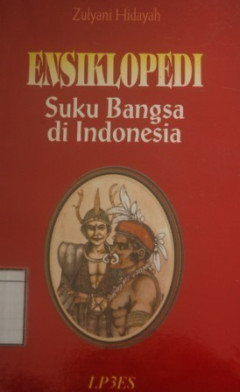 Zulyani Hidayah
ENSIKLOPEDI
Suku Bangsa
di Indonesia
LP3ES